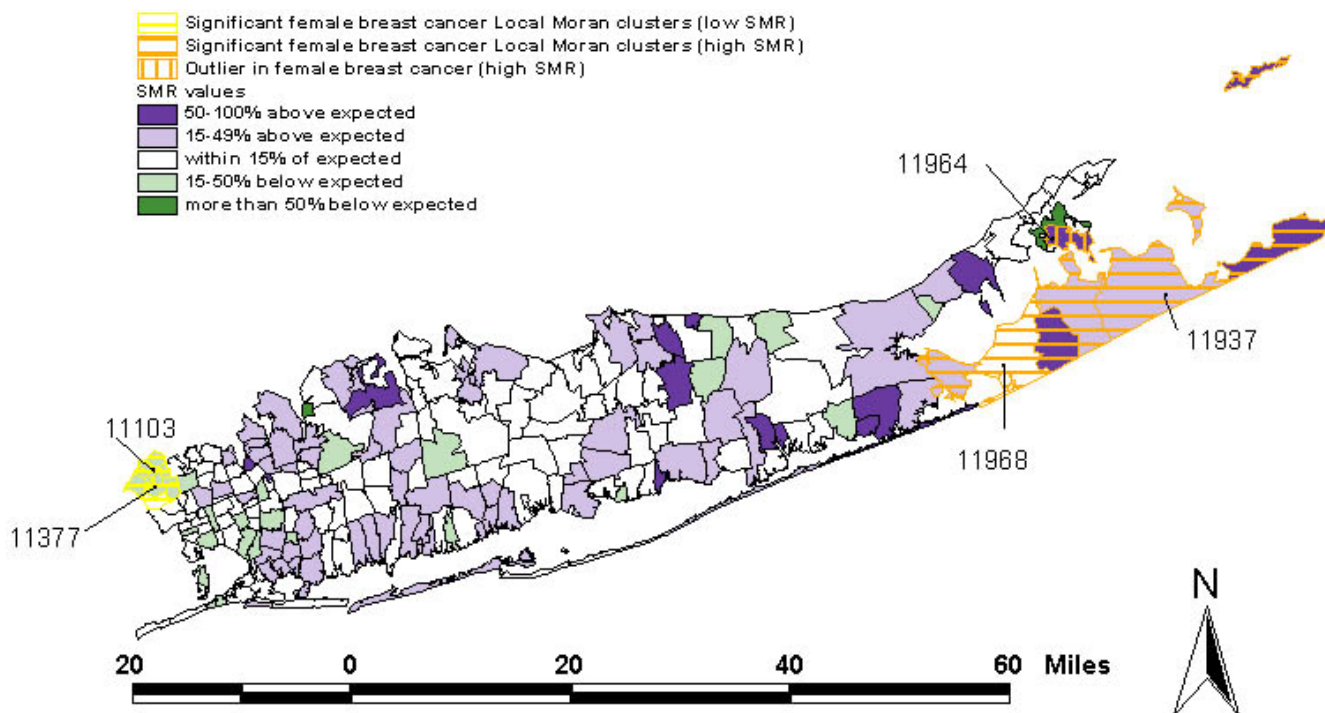 Significant female breast cancer Local Moran clusters (low SMR)
Significant female breast cancer Local Moran clusters (high SMR)
Outlier in female breast cancer (high SMR)
SMR values
50-100% above expected
15-49% above expected
within 15% of expected
15-50% below expected
more than 50% below expected
11964
11937
11103
11968
11377
N
20 0 20 40 60 Miles